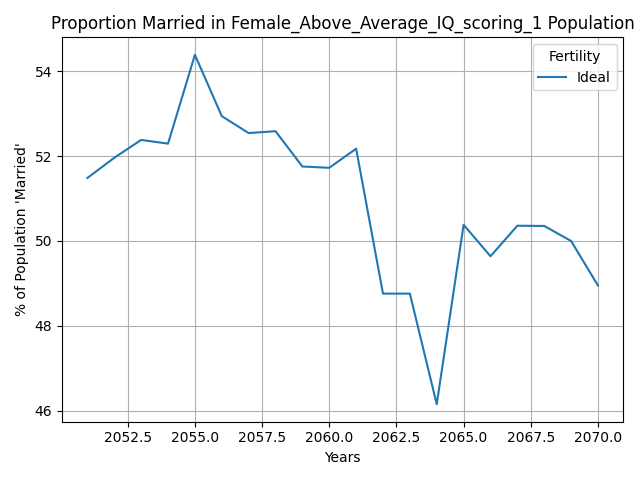 Proportion Married in Female_Above_Average_IQ_scoring_1 Population
Fertility
Ideal
% of Population 'Married'
54
52
50
48
46
2052.5 2055.0 2057.5 2060.0 2062.5 2065.0 2067.5 2070.0
Years